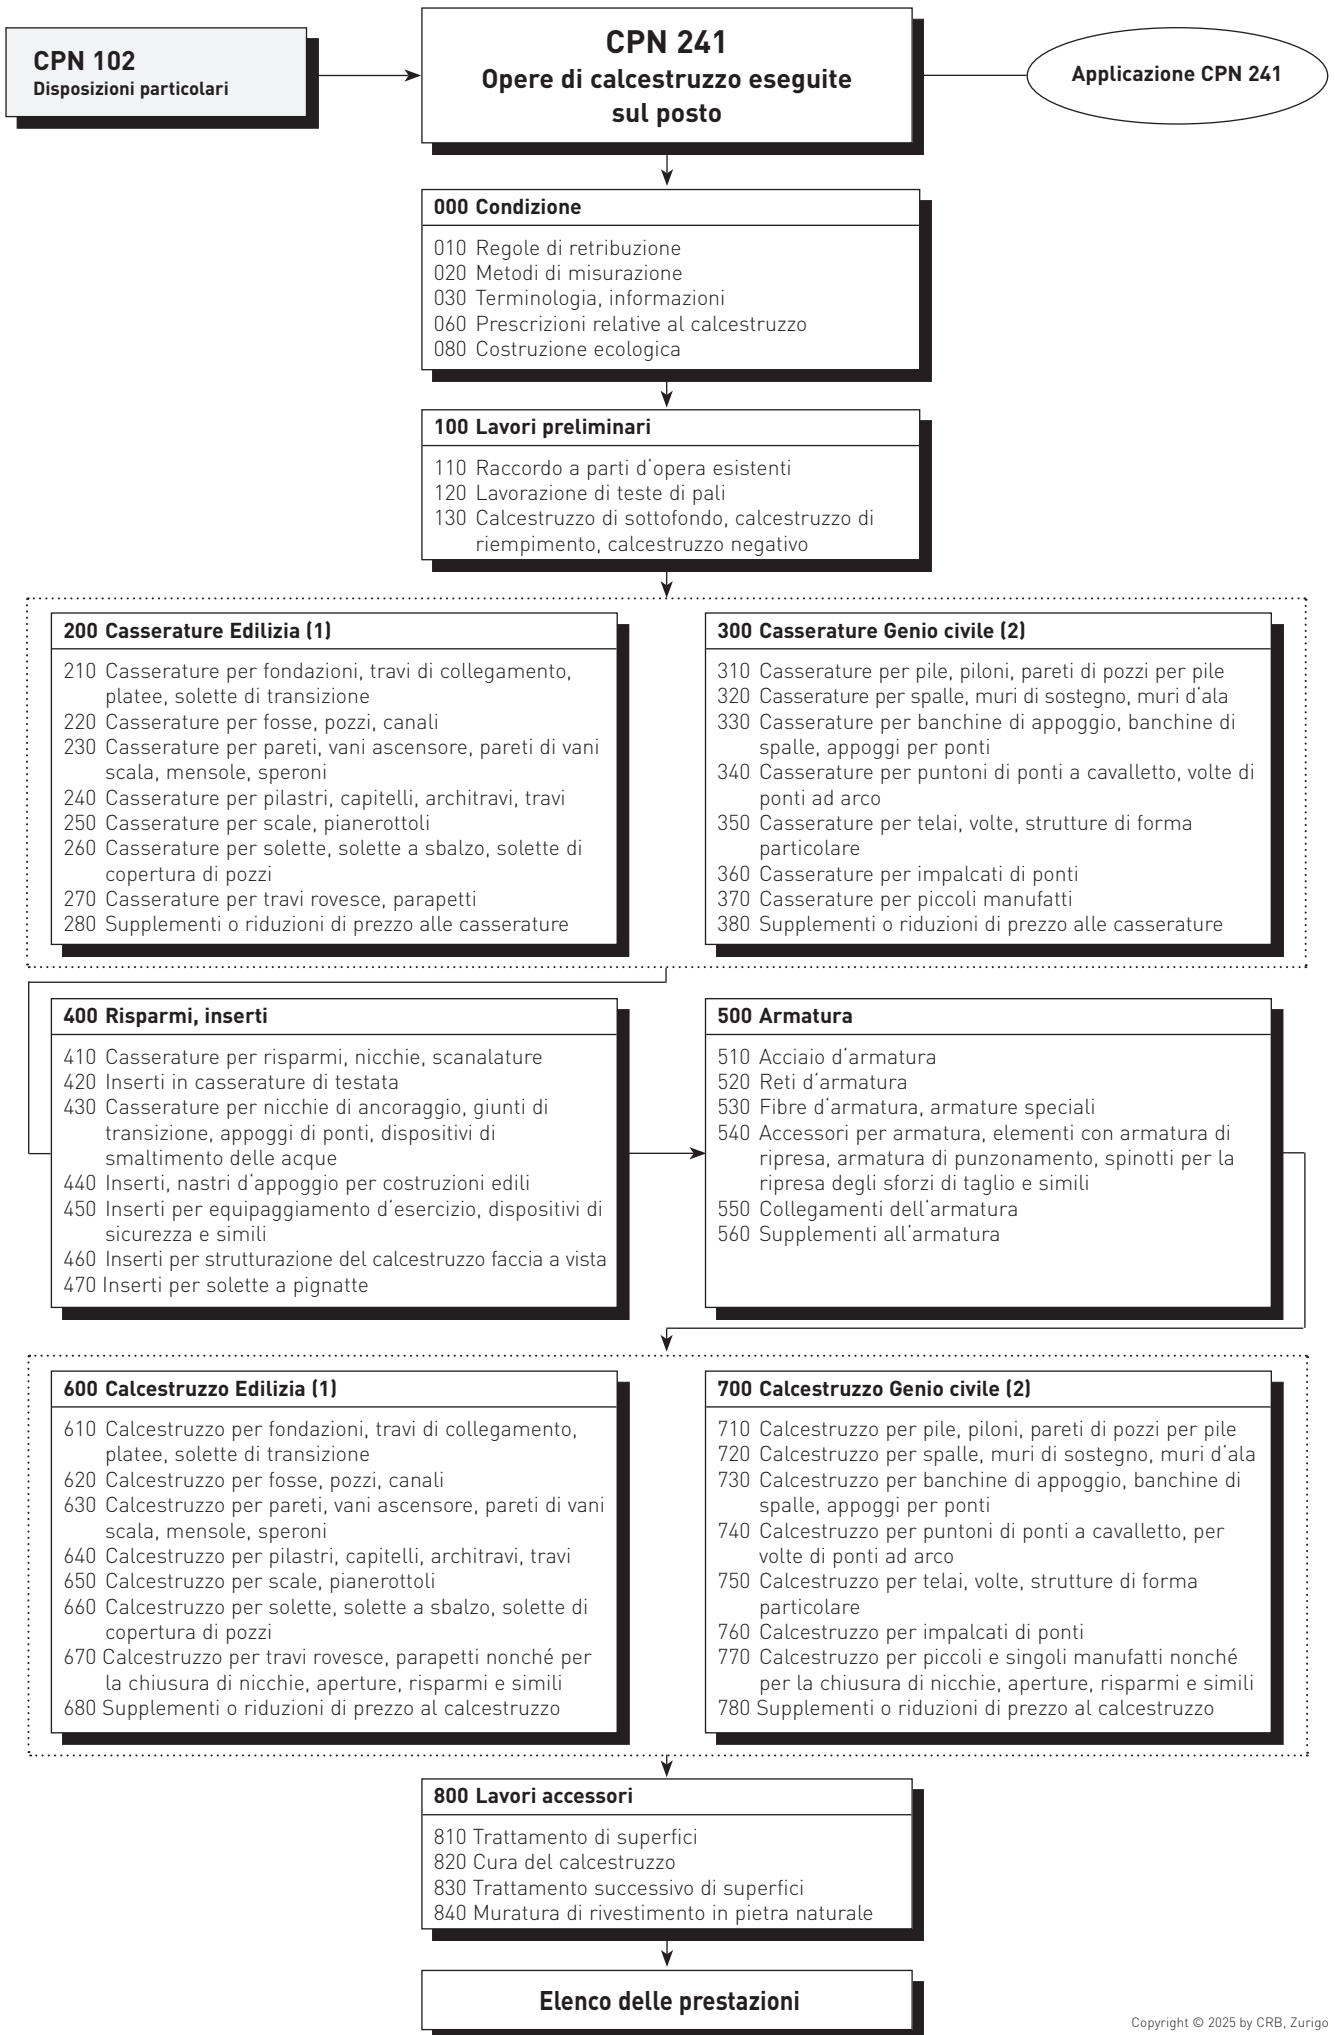 CPN 102
Disposizioni particolari
CPN 241
Opere di calcestruzzo eseguite
sul posto
Applicazione CPN 241
000 Condizione
010 Regole di retribuzione
020 Metodi di misurazione
030 Terminologia, informazioni
060 Prescrizioni relative al calcestruzzo
080 Costruzione ecologica
100 Lavori preliminari
110 Raccordo a parti d'opera esistenti
120 Lavorazione di teste di pali
130 Calcestruzzo di sottofondo, calcestruzzo di
riempimento, calcestruzzo negativo
200 Casserature Edilizia (1)
210 Casserature per fondazioni, travi di collegamento,
platee, solette di transizione
220 Casserature per fosse, pozzi, canali
230 Casserature per pareti, vani ascensore, pareti di vani
scala, mensole, speroni
240 Casserature per pilastri, capitelli, architravi, travi
250 Casserature per scale, pianerottoli
260 Casserature per solette, solette a sbalzo, solette di
copertura di pozzi
270 Casserature per travi rovesce, parapetti
280 Supplementi o riduzioni di prezzo alle casserature
300 Casserature Genio civile (2)
310 Casserature per pile, piloni, pareti di pozzi per pile
320 Casserature per spalle, muri di sostegno, muri d'ala
330 Casserature per banchine di appoggio, banchine di
spalle, appoggi per ponti
340 Casserature per puntoni di ponti a cavalletto, volte di
ponti ad arco
350 Casserature per telai, volte, strutture di forma
particolare
360 Casserature per impalcati di ponti
370 Casserature per piccoli manufatti
380 Supplementi o riduzioni di prezzo alle casserature
400 Risparmi, inserti
410 Casserature per risparmi, nicchie, scanalature
420 Inserti in casserature di testata
430 Casserature per nicchie di ancoraggio, giunti di
transizione, appoggi di ponti, dispositivi di
smaltimento delle acque
440 Inserti, nastri d'appoggio per costruzioni edili
450 Inserti per equipaggiamento d'esercizio, dispositivi di
sicurezza e simili
460 Inserti per strutturazione del calcestruzzo faccia a vista
470 Inserti per solette a pignatte
500 Armatura
510 Acciaio d'armatura
520 Reti d'armatura
530 Fibre d'armatura, armature speciali
540 Accessori per armatura, elementi con armatura di
ripresa, armatura di punzonamento, spinotti per la
ripresa degli sforzi di taglio e simili
550 Collegamenti dell'armatura
560 Supplementi all'armatura
600 Calcestruzzo Edilizia (1)
610 Calcestruzzo per fondazioni, travi di collegamento,
platee, solette di transizione
620 Calcestruzzo per fosse, pozzi, canali
630 Calcestruzzo per pareti, vani ascensore, pareti di vani
scala, mensole, speroni
640 Calcestruzzo per pilastri, capitelli, architravi, travi
650 Calcestruzzo per scale, pianerottoli
660 Calcestruzzo per solette, solette a sbalzo, solette di
copertura di pozzi
670 Calcestruzzo per travi rovesce, parapetti nonché per
la chiusura di nicchie, aperture, risparmi e simili
680 Supplementi o riduzioni di prezzo al calcestruzzo
700 Calcestruzzo Genio civile (2)
710 Calcestruzzo per pile, piloni, pareti di pozzi per pile
720 Calcestruzzo per spalle, muri di sostegno, muri d'ala
730 Calcestruzzo per banchine di appoggio, banchine di
spalle, appoggi per ponti
740 Calcestruzzo per puntoni di ponti a cavalletto, per
volte di ponti ad arco
750 Calcestruzzo per telai, volte, strutture di forma
particolare
760 Calcestruzzo per impalcati di ponti
770 Calcestruzzo per piccoli e singoli manufatti nonché
per la chiusura di nicchie, aperture, risparmi e simili
780 Supplementi o riduzioni di prezzo al calcestruzzo
800 Lavori accessori
810 Trattamento di superfici
820 Cura del calcestruzzo
830 Trattamento successivo di superfici
840 Muratura di rivestimento in pietra naturale
Elenco delle prestazioni
Copyright © 2025 by CRB, Zurigo